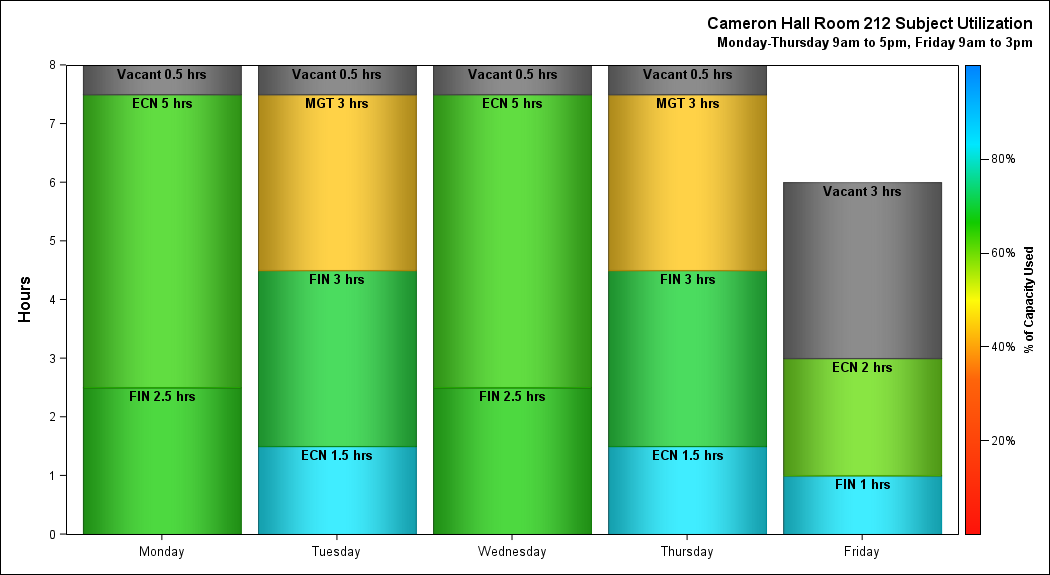 Cameron Hall Room 212 Subject Utilization
Monday-Thursday 9am to 5pm, Friday 9am to 3pm
Hours
8
7
6
5
4
3
2
1
0
Vacant 0.5 hrs
ECN 5 hrs
FIN 2.5 hrs
Vacant 0.5 hrs
MGT 3 hrs
FIN 3 hrs
ECN 1.5 hrs
Vacant 0.5 hrs
ECN 5 hrs
FIN 2.5 hrs
Vacant 0.5 hrs
MGT 3 hrs
FIN 3 hrs
ECN 1.5 hrs
Vacant 3 hrs
ECN 2 hrs
FIN 1 hrs
Monday Tuesday Wednesday Thursday Friday
80%
60%
40%
20%
% of Capacity Used